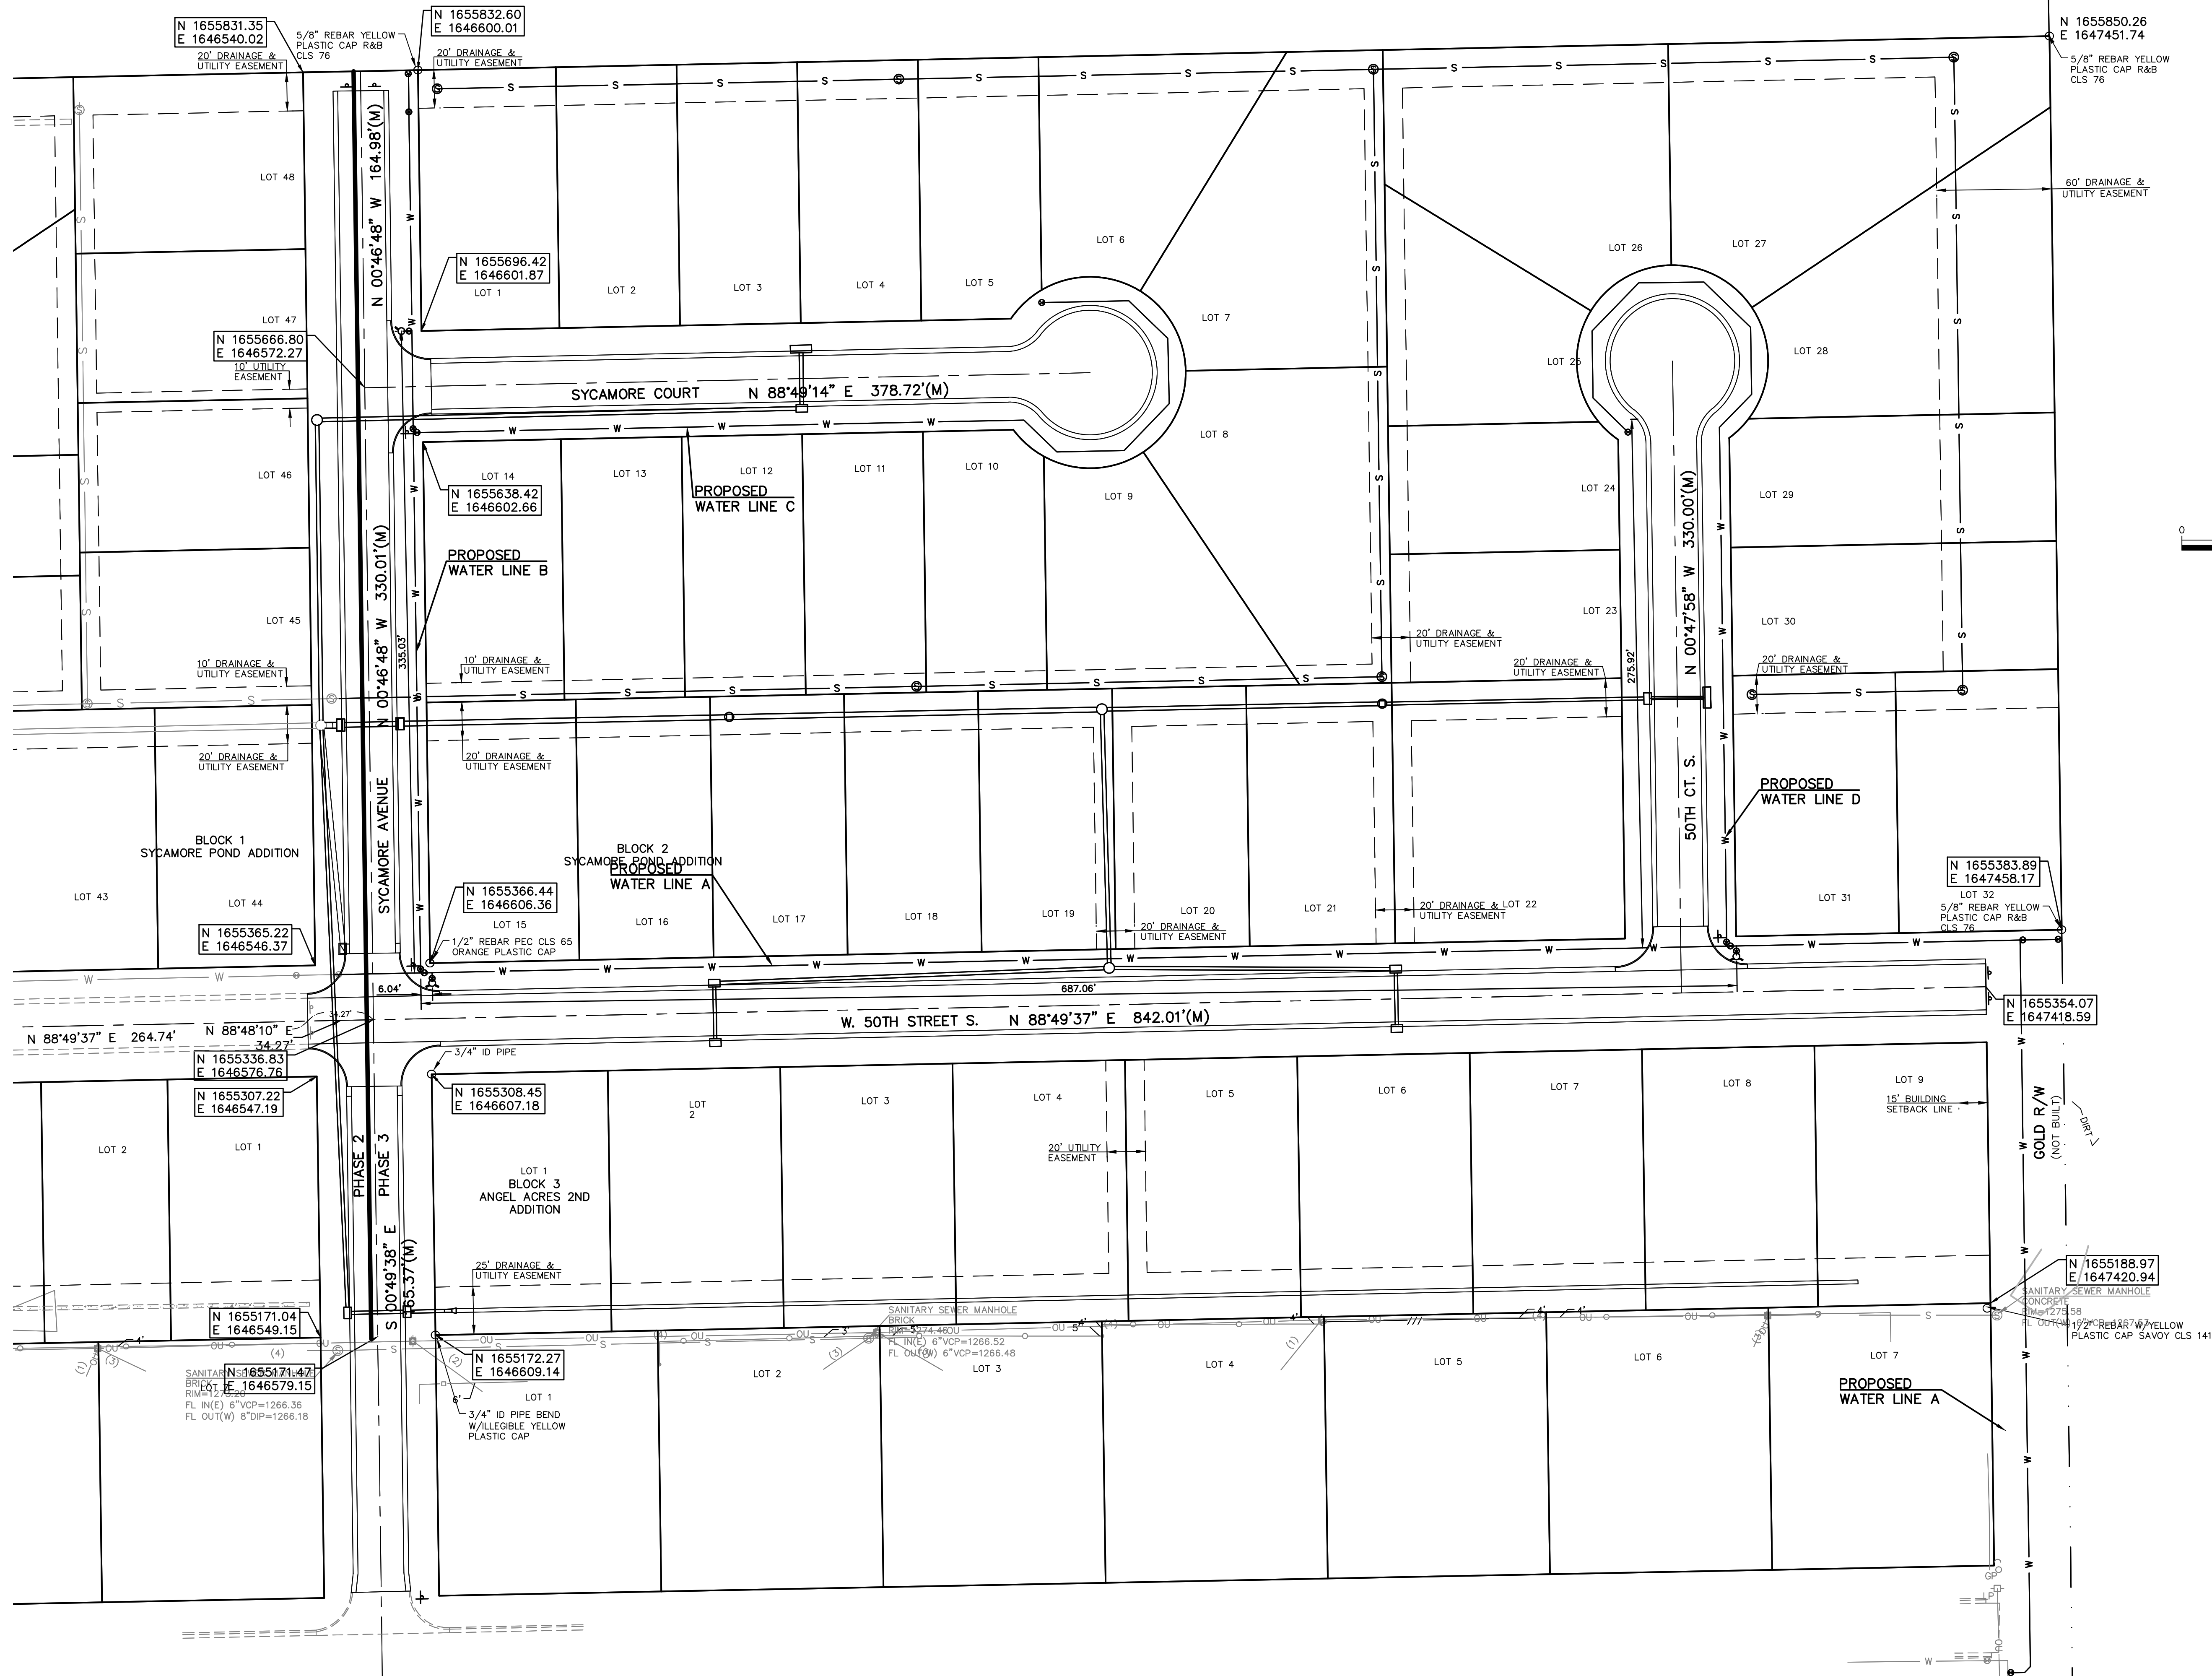 N 1655831.35
E 1646540.02
20' DRAINAGE &
UTILITY EASEMENT
5/8" REBAR YELLOW
PLASTIC CAP R&B
CLS 76
N 1655832.60
E 1646600.01
20' DRAINAGE &
UTILITY EASEMENT
N 1655850.26
E 1647451.74
5/8" REBAR YELLOW
PLASTIC CAP R&B
CLS 76
60' DRAINAGE &
UTILITY EASEMENT
LOT 48
N 00°46'48" W 164.98'(M)
N 1655696.42
E 1646601.87
LOT 1
LOT 2
LOT 3
LOT 4
LOT 5
LOT 6
LOT 7
LOT 26
LOT 27
LOT 47
N 1655666.80
E 1646572.27
10' UTILITY
EASEMENT
SYCAMORE COURT N 88°49'14" E 378.72'(M)
LOT 25
LOT 28
LOT 8
LOT 46
LOT 14
LOT 13
LOT 12
LOT 11
LOT 10
LOT 9
N 1655638.42
E 1646602.66
PROPOSED
WATER LINE C
LOT 24
LOT 29
0
PROPOSED
WATER LINE B
N 00°46'48" W 330.01'(M)
335.03'
N 00°47'58" W 330.00'(M)
275.92'
LOT 45
LOT 23
LOT 30
10' DRAINAGE &
UTILITY EASEMENT
10' DRAINAGE &
UTILITY EASEMENT
20' DRAINAGE &
UTILITY EASEMENT
20' DRAINAGE &
UTILITY EASEMENT
20' DRAINAGE &
UTILITY EASEMENT
20' DRAINAGE &
UTILITY EASEMENT
20' DRAINAGE &
UTILITY EASEMENT
SYCAMORE AVENUE
50TH CT. S.
PROPOSED
WATER LINE D
BLOCK 1
SYCAMORE POND ADDITION
BLOCK 2
SYCAMORE POND ADDITION
PROPOSED
WATER LINE A
LOT 43
LOT 44
N 1655366.44
E 1646606.36
LOT 15
LOT 16
LOT 17
LOT 18
LOT 19
LOT 20
LOT 21
20' DRAINAGE &
UTILITY EASEMENT
20' DRAINAGE &
UTILITY EASEMENT
LOT 22
LOT 31
N 1655383.89
E 1647458.17
LOT 32
5/8" REBAR YELLOW
PLASTIC CAP R&B
CLS 76
N 1655365.22
E 1646546.37
1/2" REBAR PEC CLS 65
ORANGE PLASTIC CAP
6.04'
687.06'
34.27'
N 1655354.07
E 1647418.59
W. 50TH STREET S. N 88°49'37" E 842.01'(M)
N 88°49'37" E 264.74'
N 88°48'10" E
34.27'
N 1655336.83
E 1646576.76
N 1655307.22
E 1646547.19
3/4" ID PIPE
N 1655308.45
E 1646607.18
LOT 2
LOT 1
LOT
2
LOT 3
LOT 4
LOT 5
LOT 6
LOT 7
LOT 8
LOT 9
15' BUILDING
SETBACK LINE
GOLD R/W
(NOT BUILT)
DIRT
PHASE 2
PHASE 3
20' UTILITY
EASEMENT
LOT 1
BLOCK 3
ANGEL ACRES 2ND
ADDITION
S 00°49'38" E
165.37'(M)
25' DRAINAGE &
UTILITY EASEMENT
N 1655188.97
E 1647420.94
SANITARY SEWER MANHOLE
CONCRETE
RIM=1275.58
1/2" REBAR W/YELLOW
PLASTIC CAP SAVOY CLS 141
N 1655171.04
E 1646549.15
SANITARY SEWER MANHOLE
BRICK
FL IN(E) 6"VCP=1266.52
FL OUT(W) 6"VCP=1266.48
N 1655172.27
E 1646609.14
N 1655171.47
E 1646579.15
BRICK
FL IN(E) 6"VCP=1266.36
FL OUT(W) 8"DIP=1266.18
LOT 1
LOT 2
LOT 3
LOT 4
LOT 5
LOT 6
LOT 7
6'
3/4" ID PIPE BEND
W/ILLEGIBLE YELLOW
PLASTIC CAP
PROPOSED
WATER LINE A
GP
LP